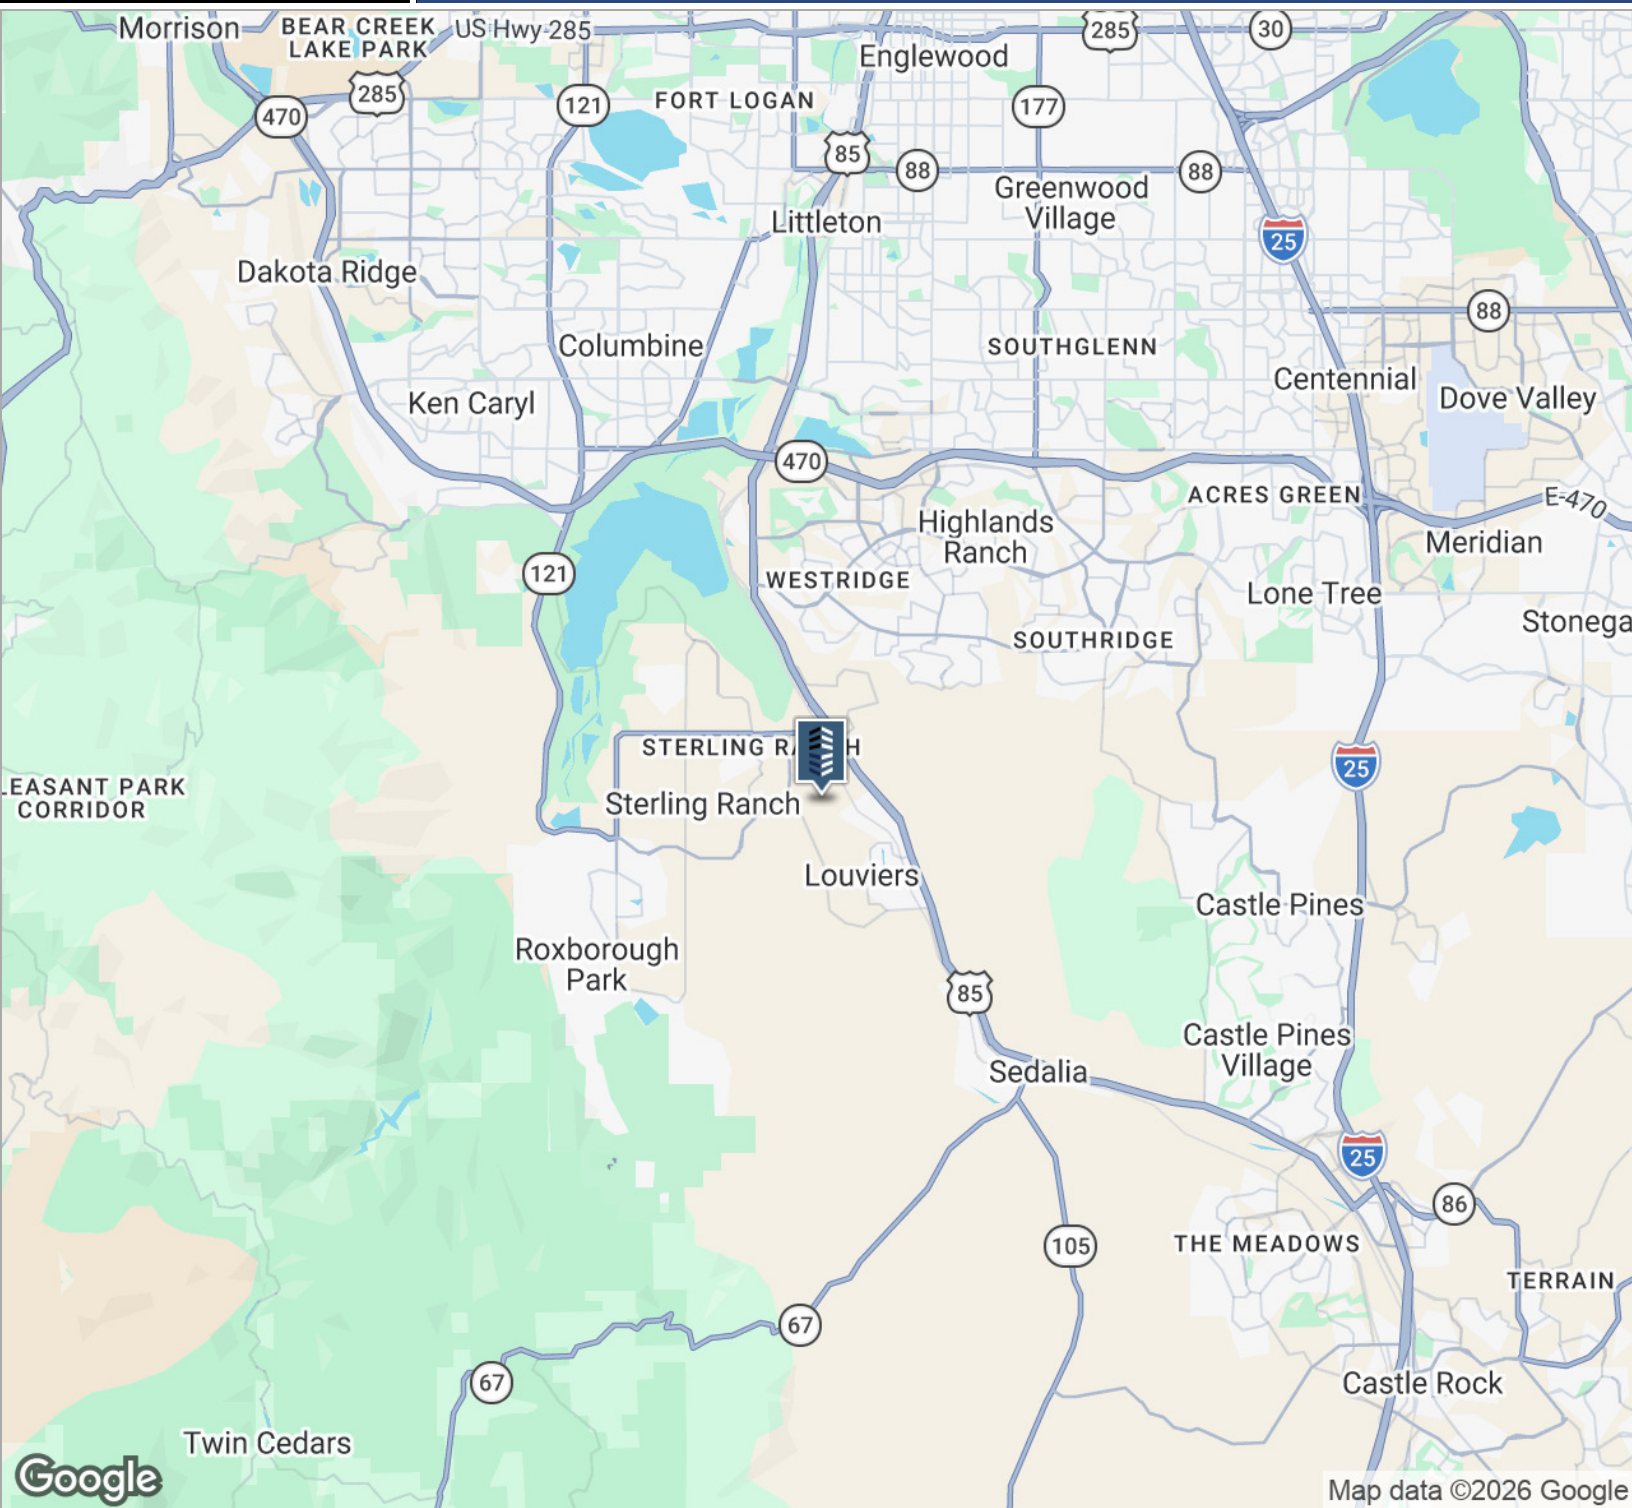 Morrison
BEAR CREEK
LAKE PARK
US Hwy 285
285
30
Englewood
285
470
121
FORT LOGAN
177
85
88
88
Greenwood
Village
Littleton
25
Dakota Ridge
88
Columbine
SOUTHGLENN
Centennial
Dove Valley
Ken Caryl
470
ACRES GREEN
E-470
Highlands
Ranch
Meridian
121
WESTRIDGE
Lone Tree
Stonega
SOUTHRIDGE
STERLING RA
H
25
LEASANT PARK
CORRIDOR
Sterling Ranch
Louviers
Castle Pines
Roxborough
Park
85
Castle Pines
Village
Sedalia
25
86
105
THE MEADOWS
TERRAIN
67
67
Castle Rock
Twin Cedars
Google
Map data ©2026 Google